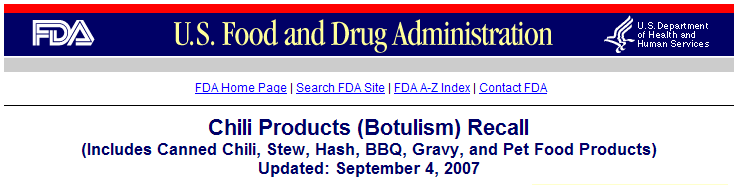 FDA U.S. Food and Drug Administration U.S. Department
of Health and
Human Services
FDA Home Page | Search FDA Site | FDA A-Z Index | Contact FDA
Chili Products (Botulism) Recall
(Includes Canned Chili, Stew, Hash, BBQ, Gravy, and Pet Food Products)
Updated: September 4, 2007